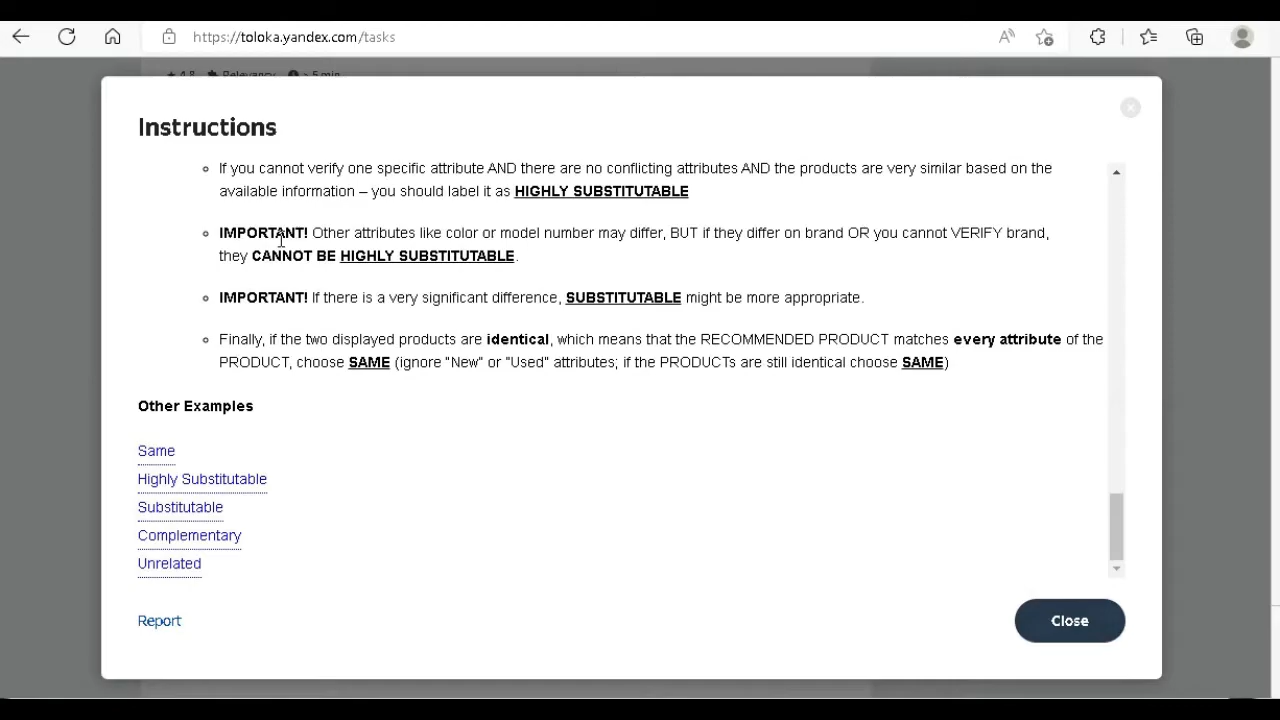 https://toloka.yandex.com/tasks
Instructions
If you cannot verify one specific attribute AND there are no conflicting attributes AND the products are very similar based on the
available information – you should label it as HIGHLY SUBSTITUTABLE
IMPORTANT! Other attributes like color or model number may differ, BUT if they differ on brand OR you cannot VERIFY brand,
they CANNOT BE HIGHLY SUBSTITUTABLE.
IMPORTANT! If there is a very significant difference, SUBSTITUTABLE might be more appropriate.
Finally, if the two displayed products are identical, which means that the RECOMMENDED PRODUCT matches every attribute of the
PRODUCT, choose SAME (ignore "New" or "Used" attributes; if the PRODUCTs are still identical choose SAME)
Other Examples
Same
Highly Substitutable
Substitutable
Complementary
Unrelated
Report
Close